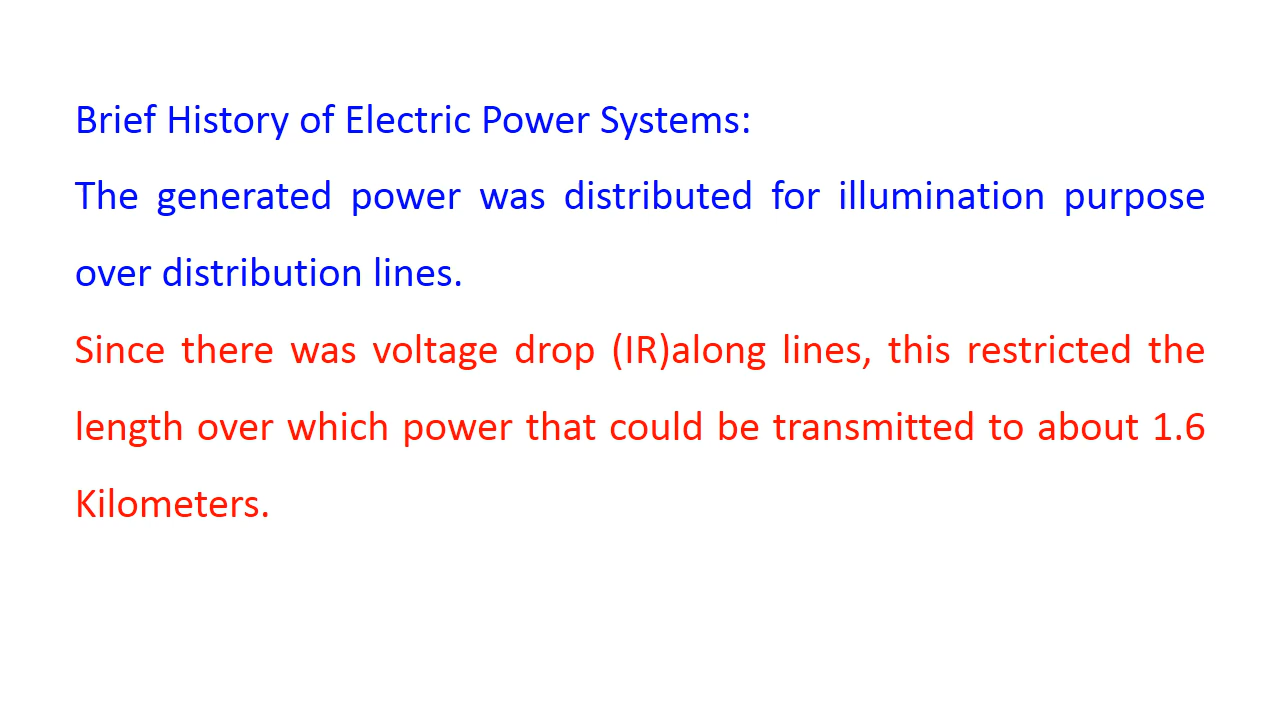 Brief History of Electric Power Systems:
The generated power was distributed for illumination purpose
over distribution lines.
Since there was voltage drop (IR)along lines, this restricted the
length over which power that could be transmitted to about 1.6
Kilometers.